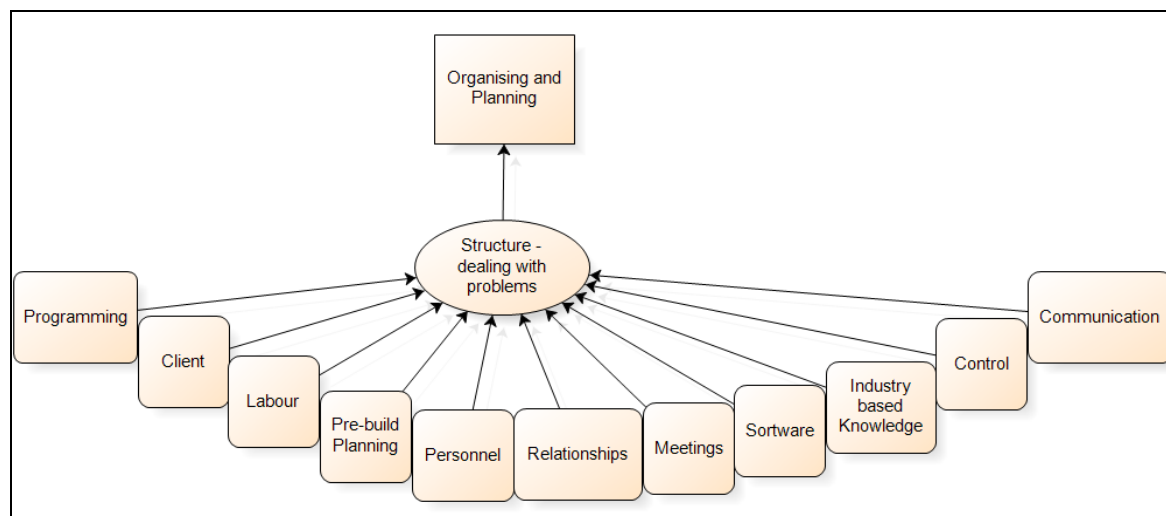 Organising and
Planning
Structure -
dealing with
problems
Programming
Client
Labour
Pre-build
Planning
Personnel
Relationships
Meetings
Sortware
Industry
based
Knowledge
Control
Communication